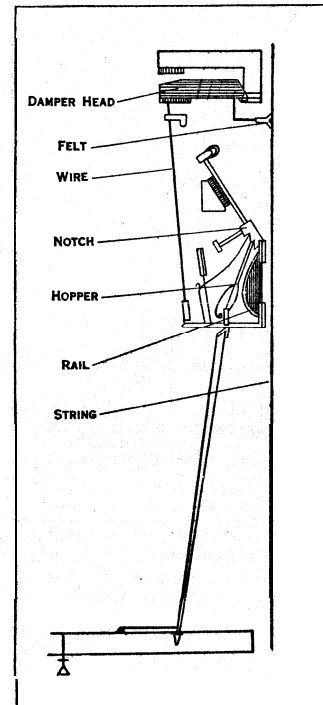 DAMPER HEAD
FELT
WIRE
NOTCH
HOPPER
RAIL
STRING